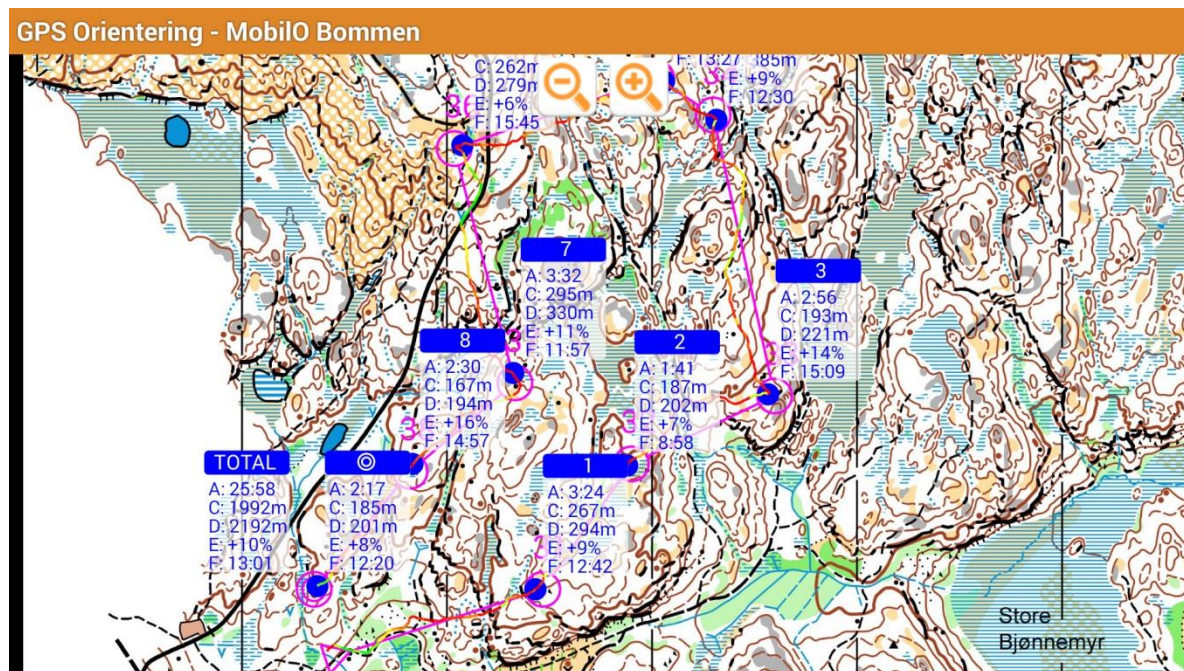 GPS Orientering - MobilO Bommen
C: 262m
D: 279m
E: +6%
F: 15:45
F: 13:27
385m
E: +9%
F: 12:30
7
A: 3:32
C: 295m
D: 330m
E: +11%
F: 11:57
3
A: 2:56
C: 193m
D: 221m
E: +14%
F: 15:09
8
A: 2:30
C: 167m
D: 194m
E: +16%
F: 14:57
2
A: 1:41
C: 187m
D: 202m
E: +7%
F: 8:58
TOTAL
A: 25:58
C: 1992m
D: 2192m
E: +10%
F: 13:01
◎
A: 2:17
C: 185m
D: 201m
E: +8%
F: 12:20
1
A: 3:24
C: 267m
D: 294m
E: +9%
F: 12:42
Store
Bjønnemyr